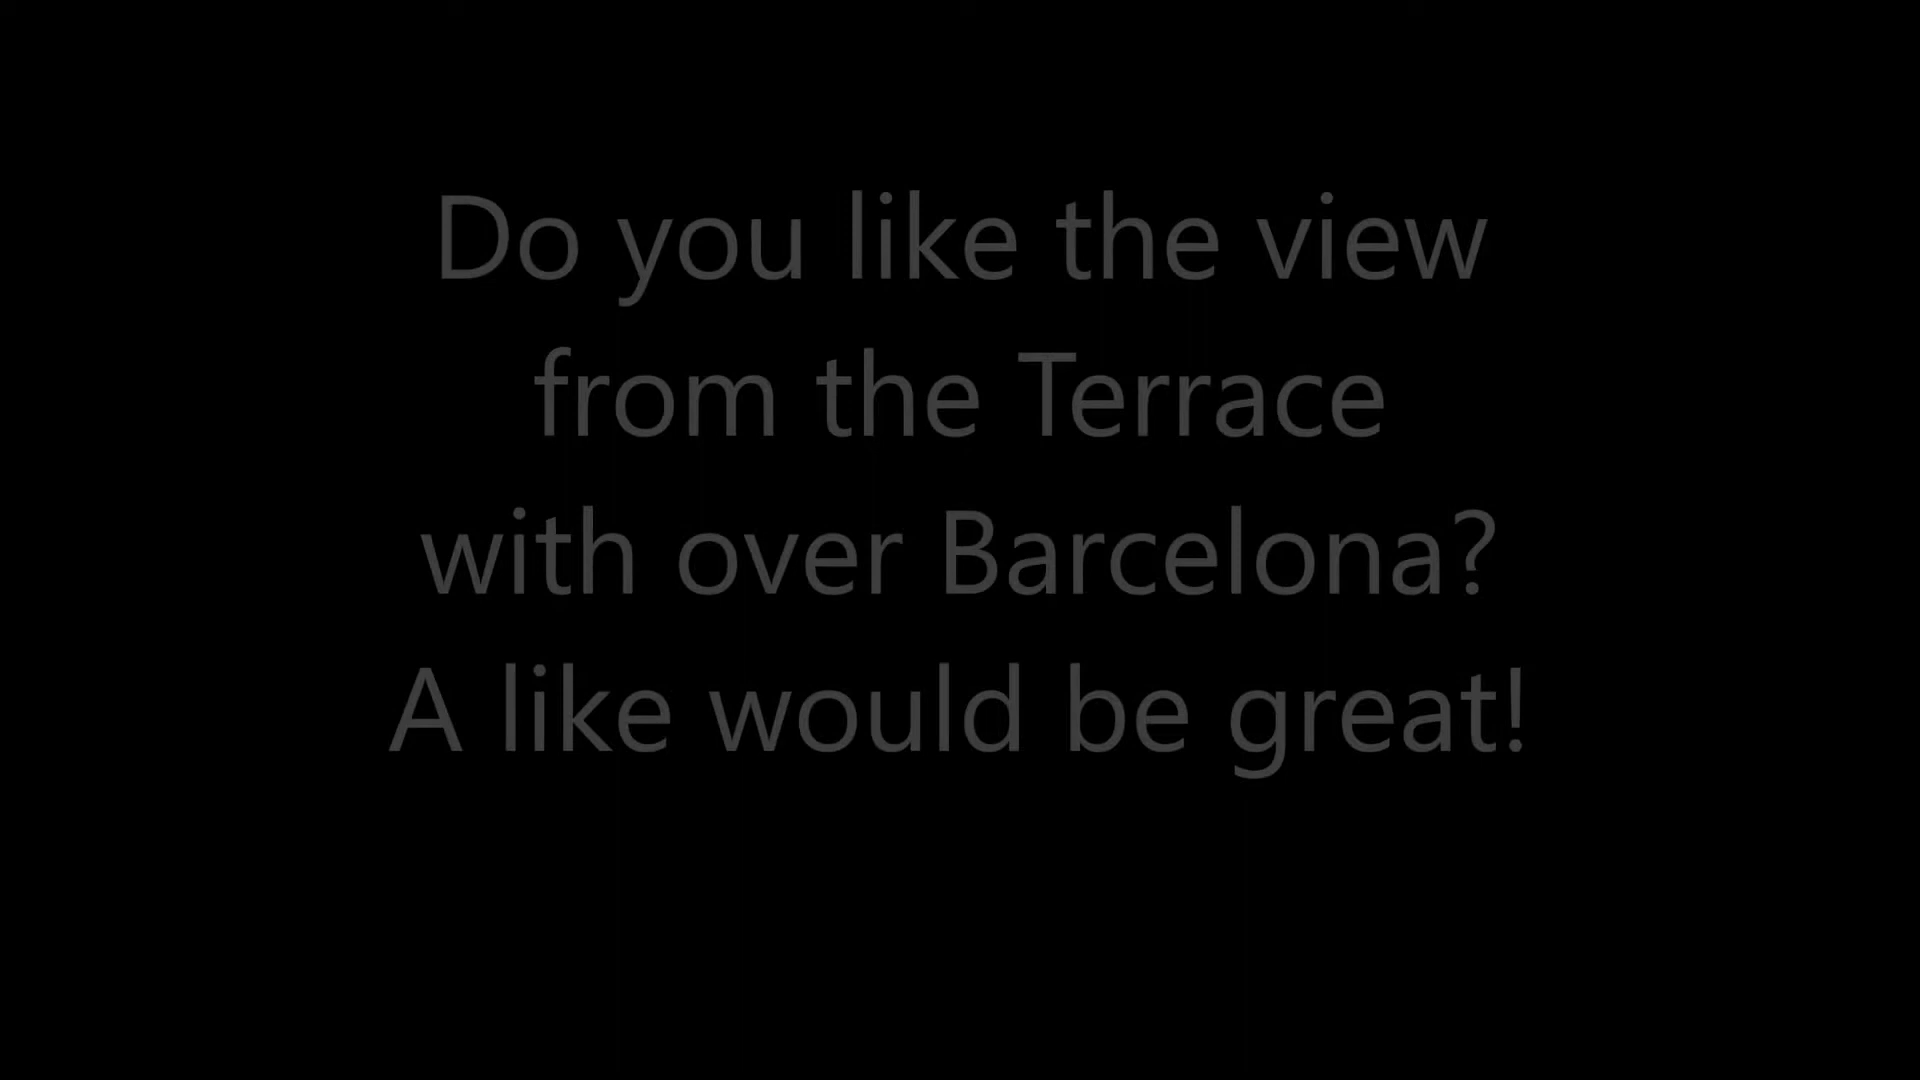 Do you like the view
from the Terrace
with over Barcelona?
A like would be great!